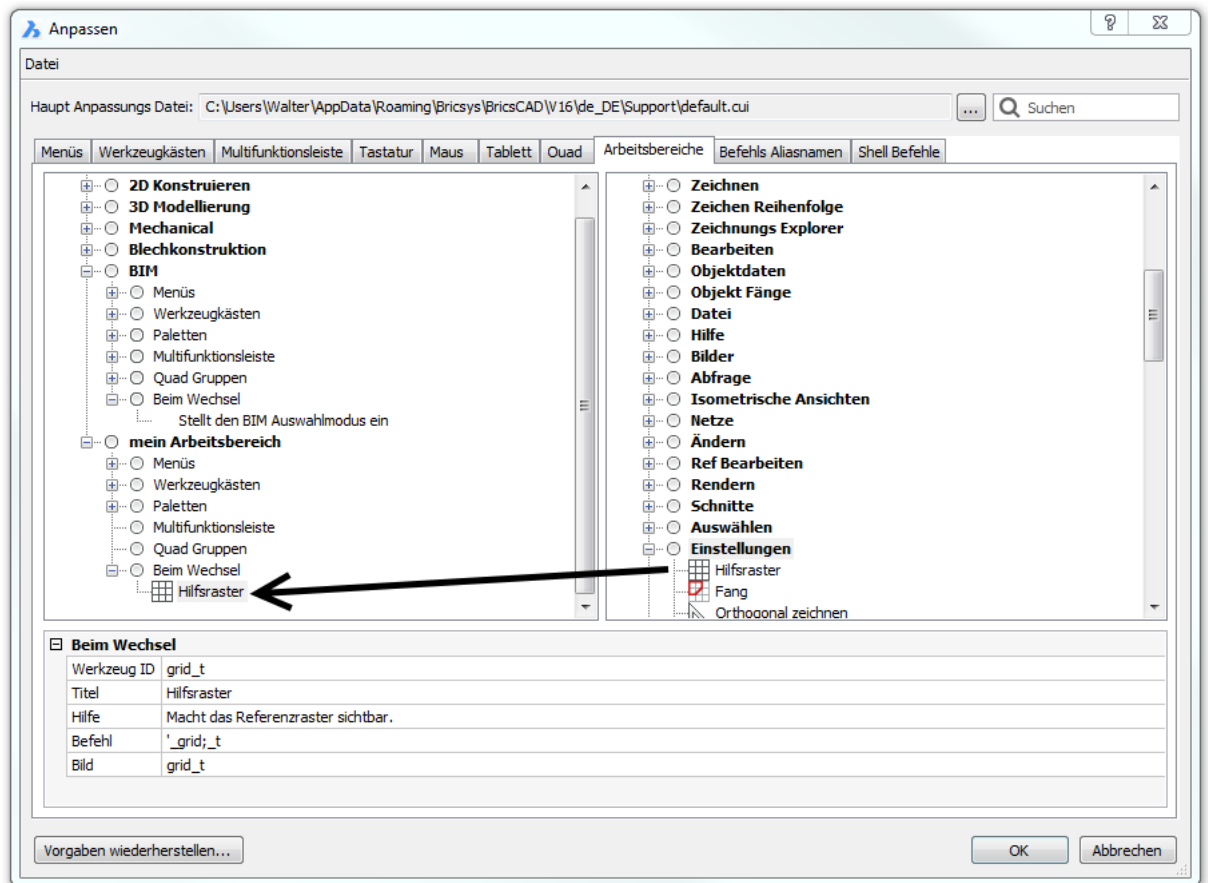 Anpassen
Datei
Haupt Anpassungs Datei: C:\Users\Walter\AppData\Roaming\Bricsys\BricsCAD\V16\de_DE\Support\default.cui ... Suchen
Menüs Werkzeugkästen Multifunktionsleiste Tastatur Maus Tablett Quad Arbeitsbereiche Befehls Aliasnamen Shell Befehle
2D Konstruieren
3D Modellierung
Mechanical
Blechkonstruktion
BIM
Menüs
Werkzeugkästen
Paletten
Multifunktionsleiste
Quad Gruppen
Beim Wechsel
Stellt den BIM Auswahlmodus ein
mein Arbeitsbereich
Menüs
Werkzeugkästen
Paletten
Multifunktionsleiste
Quad Gruppen
Beim Wechsel
Hilfsraster
Zeichnen
Zeichen Reihenfolge
Zeichnungs Explorer
Bearbeiten
Objektdaten
Objekt Fänge
Datei
Hilfe
Bilder
Abfrage
Isometrische Ansichten
Netze
Ändern
Ref Bearbeiten
Rendern
Schnitte
Auswählen
Einstellungen
Hilfsraster
Fang
Orthogonal zeichnen
Beim Wechsel
Werkzeug ID grid_t
Titel Hilfsraster
Hilfe Macht das Referenzraster sichtbar.
Befehl '_grid;_t
Bild grid_t
Vorgaben wiederherstellen... OK Abbrechen